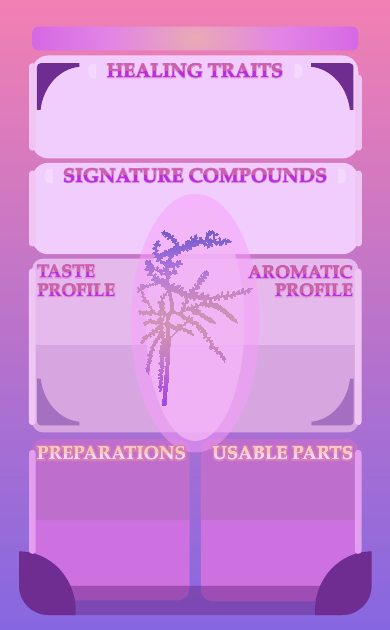 HEALING TRAITS
SIGNATURE COMPOUNDS
TASTE
PROFILE
AROMATIC
PROFILE
PREPARATIONS
USABLE PARTS